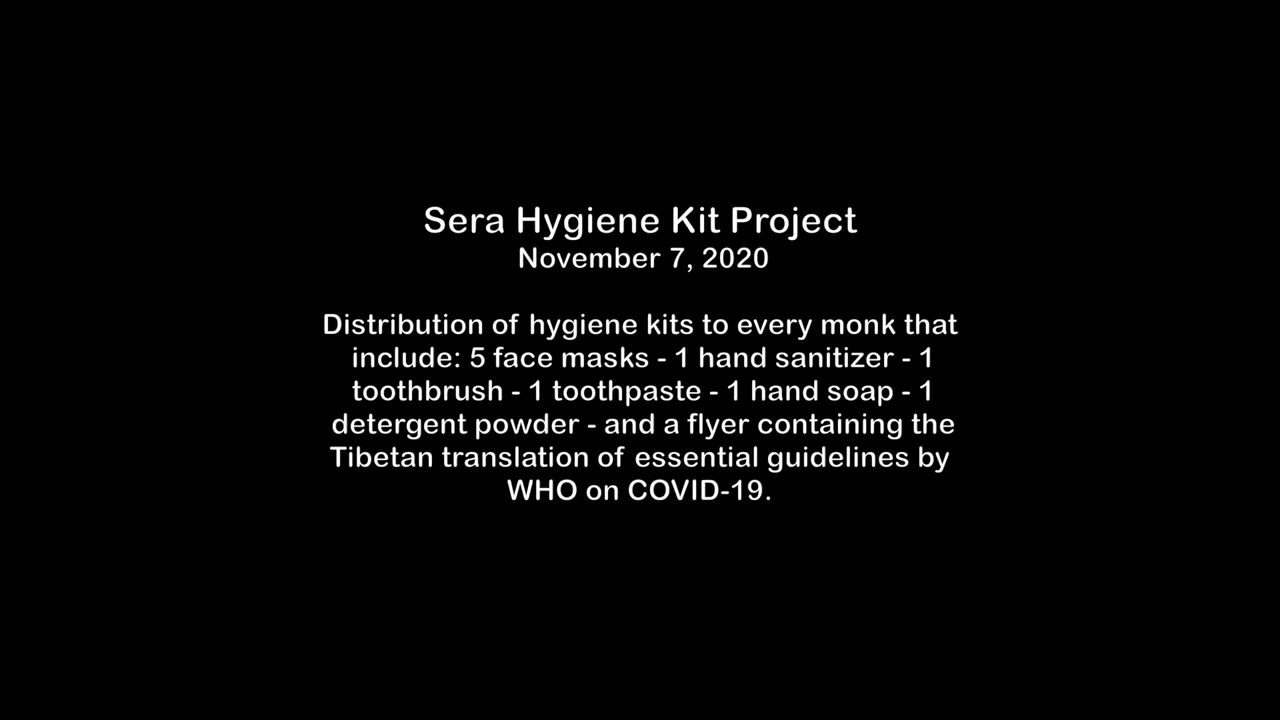 Sera Hygiene Kit Project
November 7, 2020
Distribution of hygiene kits to every monk that
include: 5 face masks - 1 hand sanitizer - 1
toothbrush - 1 toothpaste - 1 hand soap - 1
detergent powder - and a flyer containing the
Tibetan translation of essential guidelines by
WHO on COVID-19.